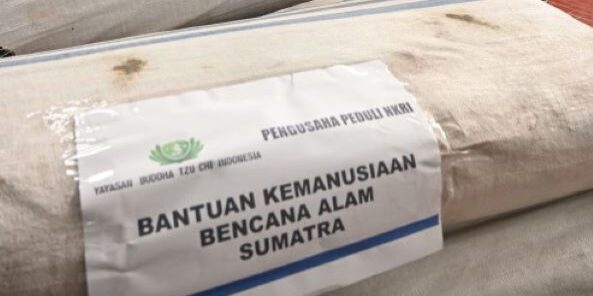 PENGUSAHA PEDULI NKRI
YAYASAN BUDDHA TZU CHI INDONESIA
BANTUAN KEMANUSIAAN
BENCANA ALAM
SUMATRA